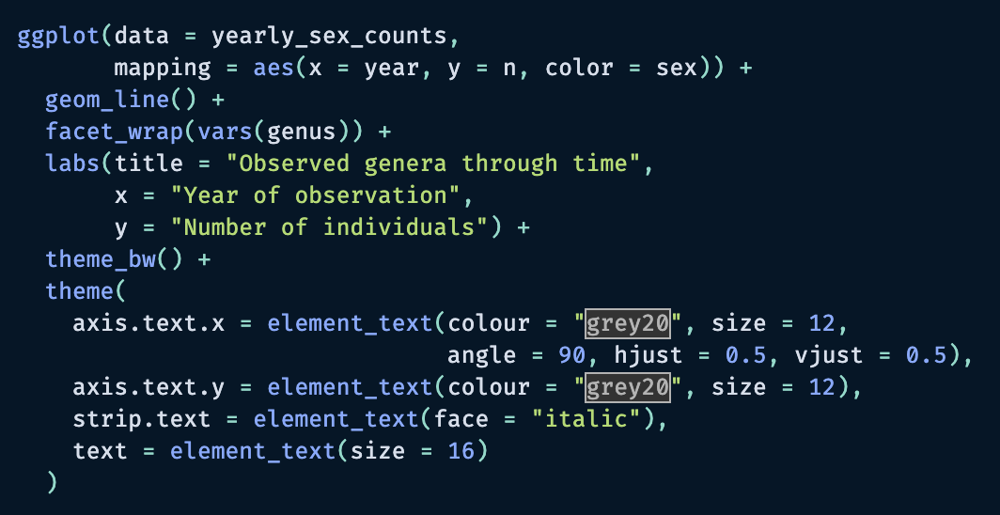 ggplot(data = yearly_sex_counts,
       mapping = aes(x = year, y = n, color = sex)) +
  geom_line() +
  facet_wrap(vars(genus)) +
  labs(title = "Observed genera through time",
       x = "Year of observation",
       y = "Number of individuals") +
  theme_bw() +
  theme(
    axis.text.x = element_text(colour = "grey20", size = 12,
                               angle = 90, hjust = 0.5, vjust = 0.5),
    axis.text.y = element_text(colour = "grey20", size = 12),
    strip.text = element_text(face = "italic"),
    text = element_text(size = 16)
  )